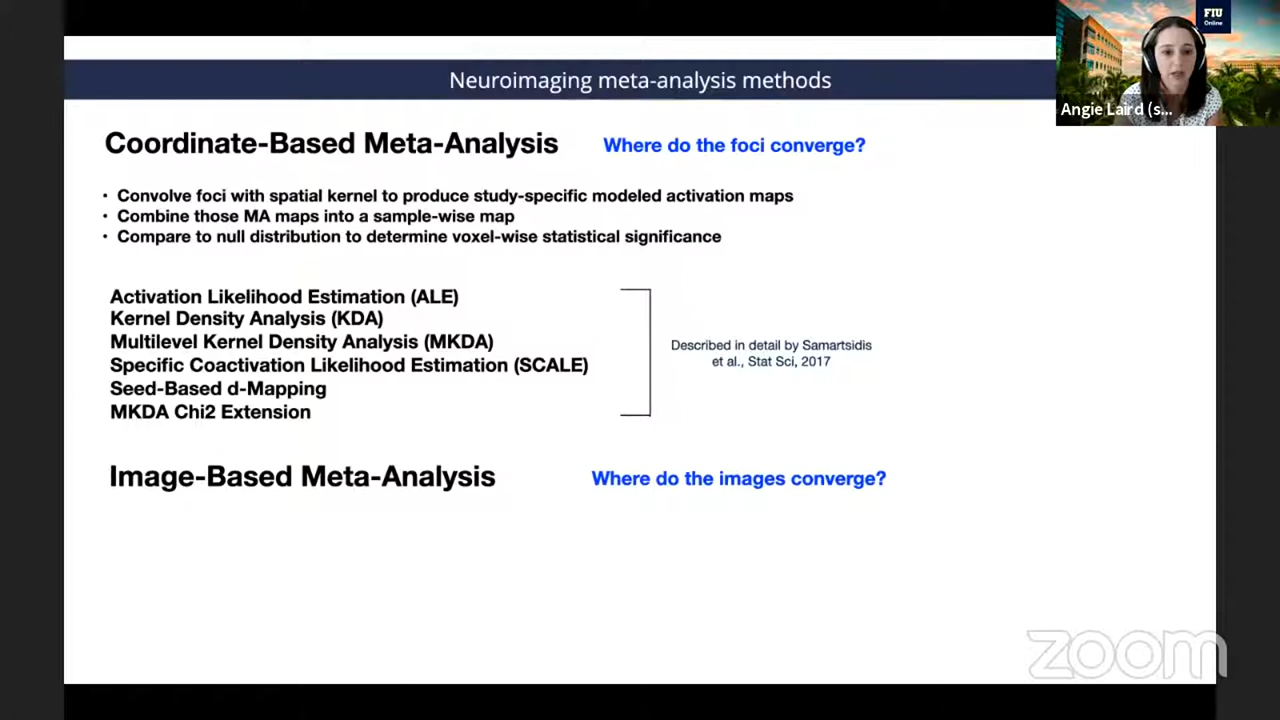 Neuroimaging meta-analysis methods
FIU
Online
Angie Laird (s...
Coordinate-Based Meta-Analysis
Where do the foci converge?
• Convolve foci with spatial kernel to produce study-specific modeled activation maps
• Combine those MA maps into a sample-wise map
• Compare to null distribution to determine voxel-wise statistical significance
Activation Likelihood Estimation (ALE)
Kernel Density Analysis (KDA)
Multilevel Kernel Density Analysis (MKDA)
Specific Coactivation Likelihood Estimation (SCALE)
Seed-Based d-Mapping
MKDA Chi2 Extension
Described in detail by Samartsidis
et al., Stat Sci, 2017
Image-Based Meta-Analysis
Where do the images converge?
zoom